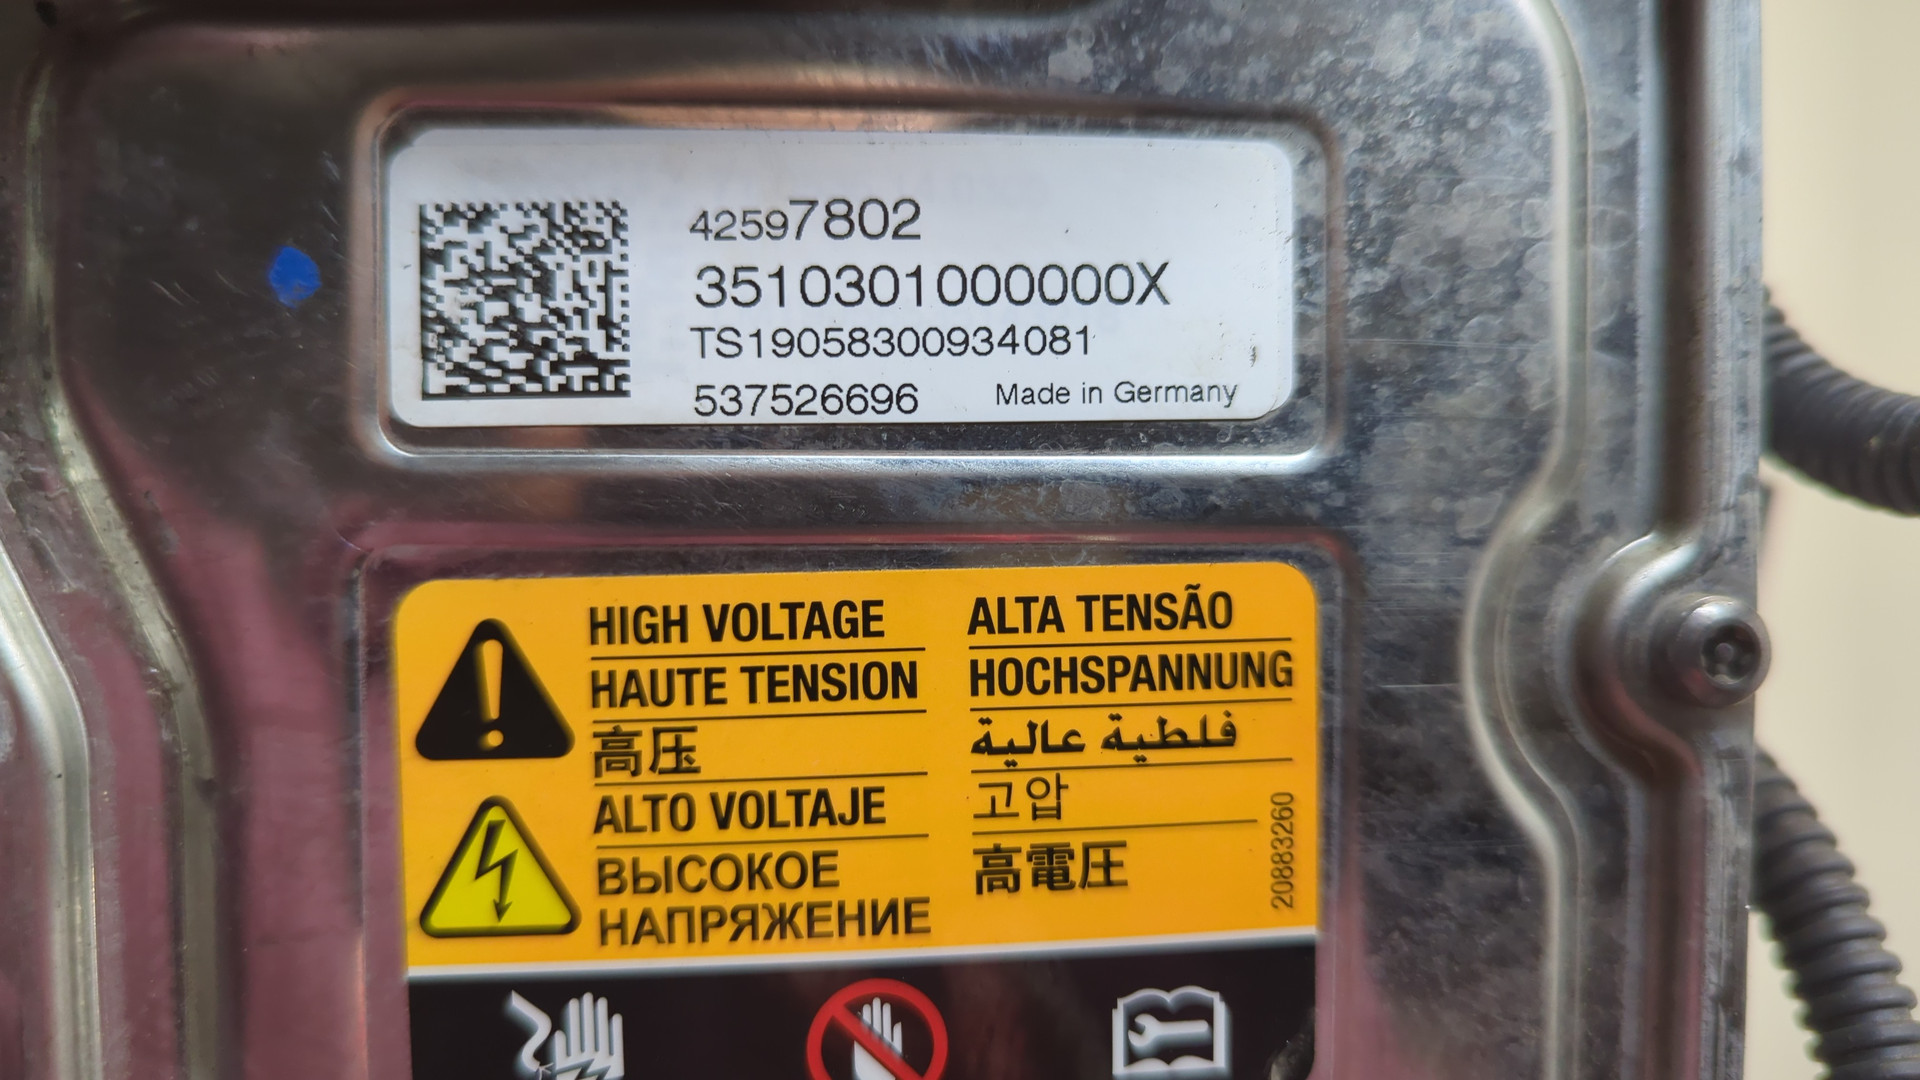 42597802
3510301000000X
TS19058300934081
537526696 Made in Germany
HIGH VOLTAGE
HAUTE TENSION
高压
ALTO VOLTAJE
ВЫСОКОЕ
НАПРЯЖЕНИЕ
ALTA TENSÃO
HOCHSPANNUNG
فلطية عالية
고압
高電圧
20883260